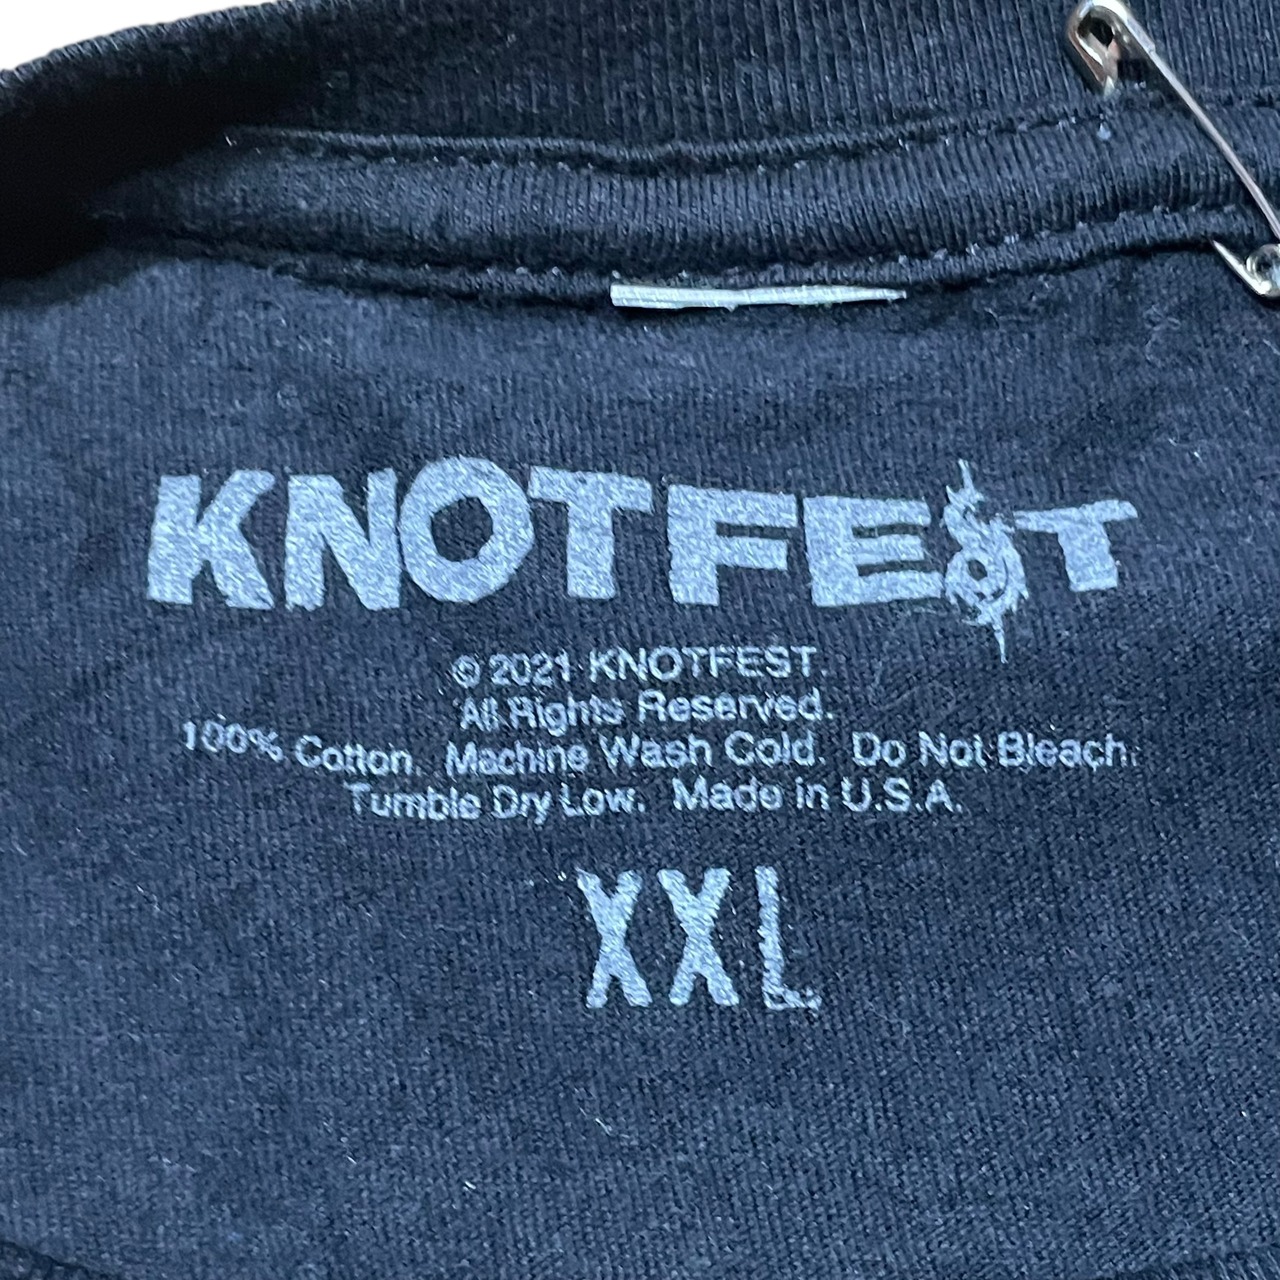 KNOTFEST
© 2021 KNOTFEST.
All Rights Reserved.
100% Cotton. Machine Wash Cold. Do Not Bleach.
Tumble Dry Low. Made in U.S.A.
XXL